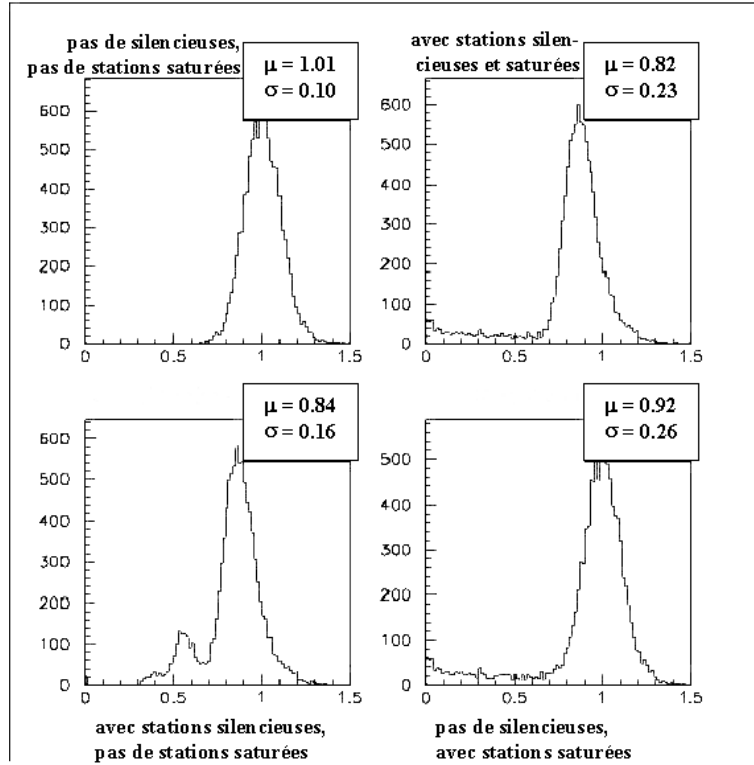 pas de silencieuses,
pas de stations saturées
μ = 1.01
σ = 0.10
600
500
400
300
200
100
0
0 0.5 1 1.5
avec stations silen-
cieuses et saturées
μ = 0.82
σ = 0.23
600
500
400
300
200
100
0
0 0.5 1 1.5
μ = 0.84
σ = 0.16
600
500
400
300
200
100
0
0 0.5 1 1.5
avec stations silencieuses,
pas de stations saturées
μ = 0.92
σ = 0.26
500
400
300
200
100
0
0 0.5 1 1.5
pas de silencieuses,
avec stations saturées